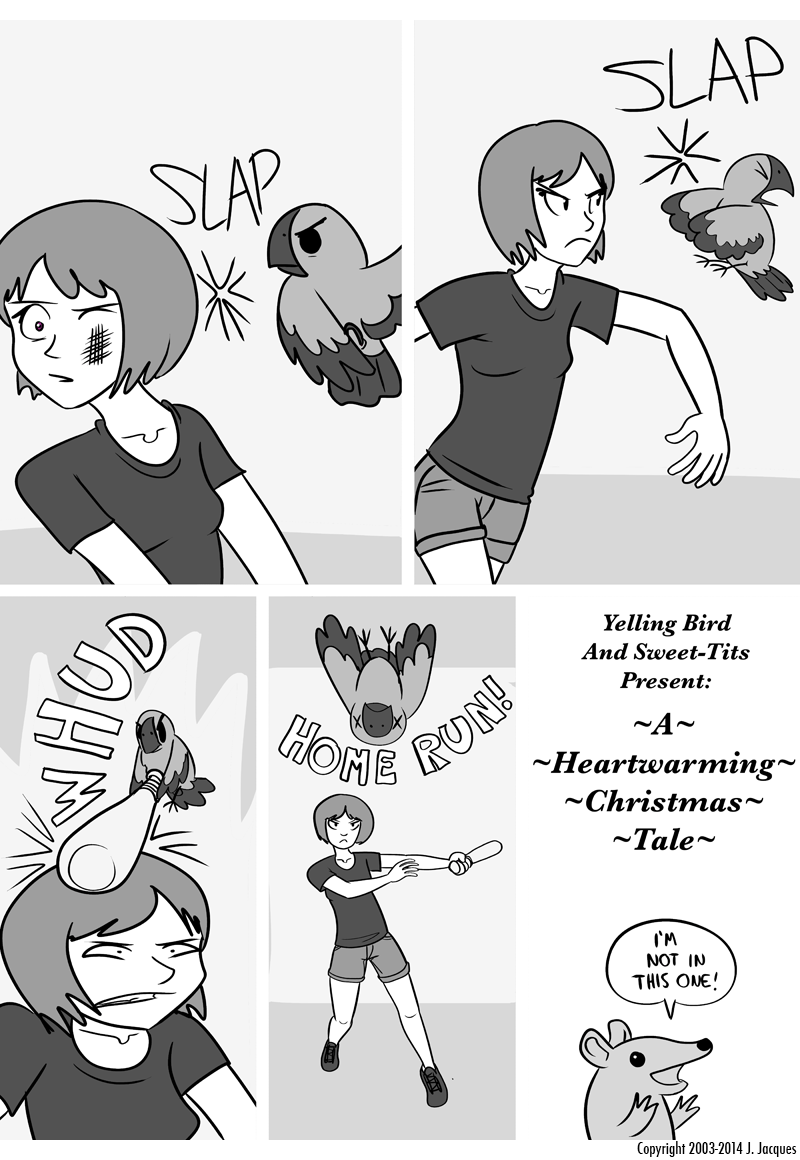 SLAP
SLAP
WHUD
HOME RUN!
Yelling Bird
And Sweet-Tits
Present:
~A~
~Heartwarming~
~Christmas~
~Tale~
I'M
NOT IN
THIS ONE!
Copyright 2003-2014 J. Jacques